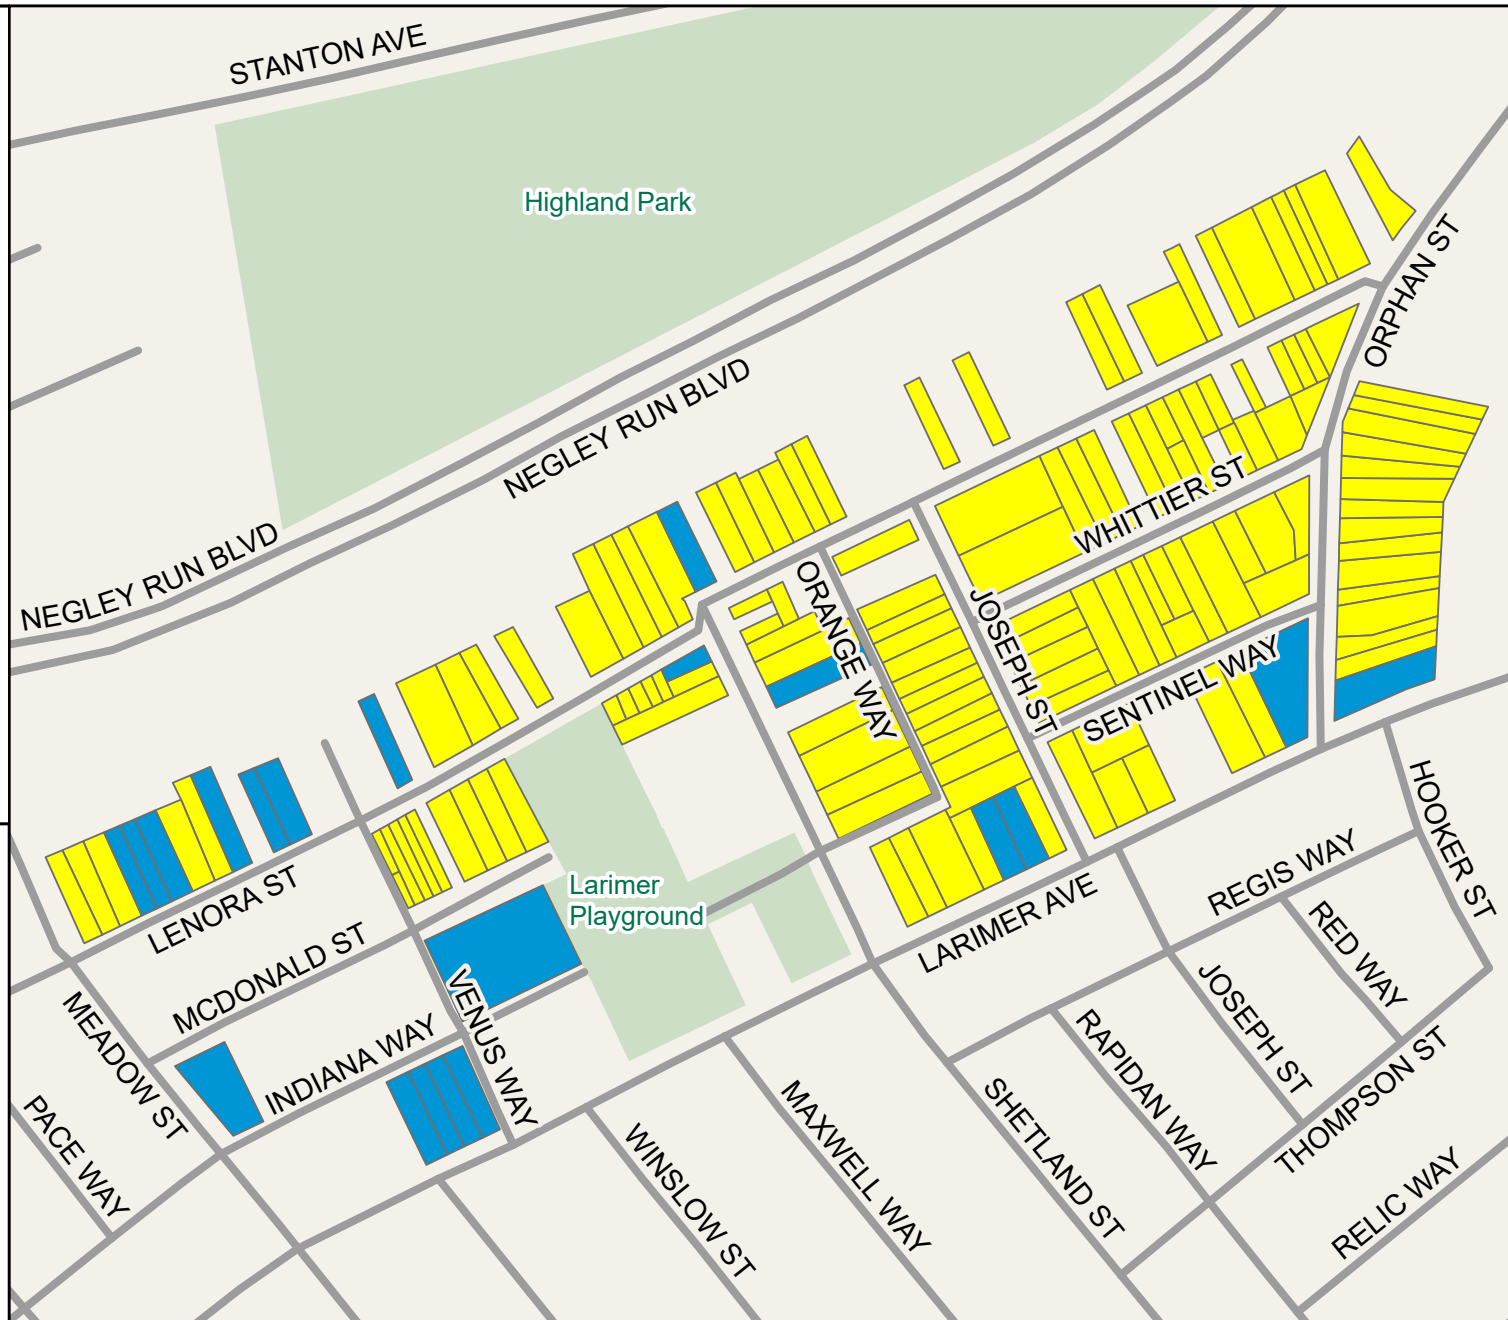 STANTON AVE
Highland Park
ORPHAN ST
NEGLEY RUN BLVD
NEGLEY RUN BLVD
WHITTIER ST
ORANGE WAY
JOSEPH ST
SENTINEL WAY
HOOKER ST
REGIS WAY
LENORA ST
Larimer
Playground
LARIMER AVE
RED WAY
MCDONALD ST
VENUS WAY
JOSEPH ST
MEADOW ST
INDIANA WAY
RAPIDAN WAY
THOMPSON ST
PACE WAY
MAXWELL WAY
SHETLAND ST
WINSLOW ST
RELIC WAY